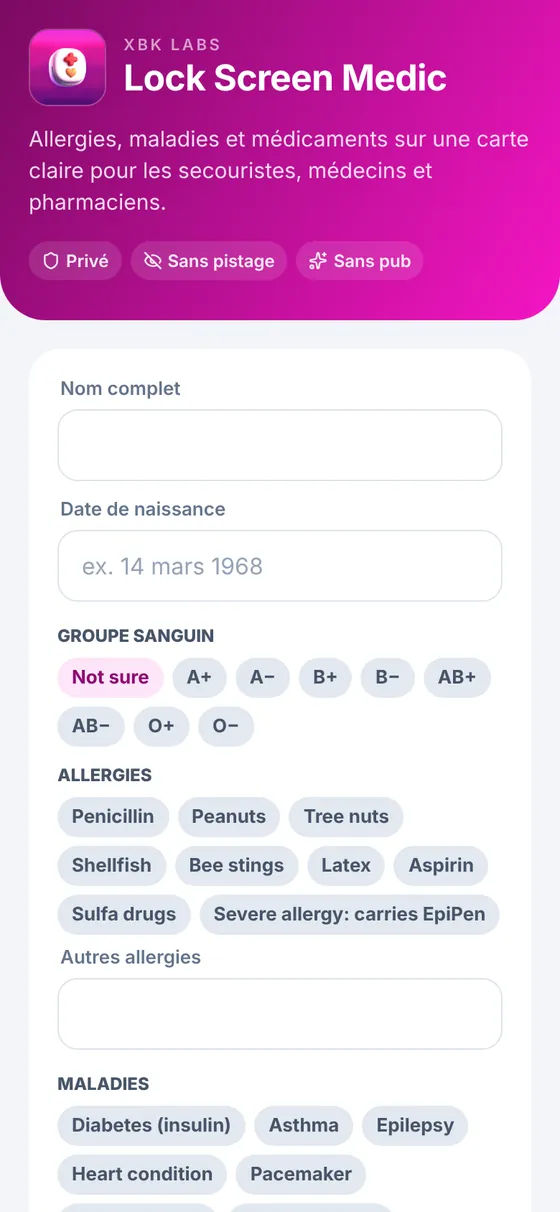 XBK LABS
Lock Screen Medic
Allergies, maladies et médicaments sur une carte
claire pour les secouristes, médecins et
pharmaciens.
Privé
Sans pistage
Sans pub
Nom complet
Date de naissance
ex. 14 mars 1968
GROUPE SANGUIN
Not sure
A+
A−
B+
B−
AB+
AB−
O+
O−
ALLERGIES
Penicillin
Peanuts
Tree nuts
Shellfish
Bee stings
Latex
Aspirin
Sulfa drugs
Severe allergy: carries EpiPen
Autres allergies
MALADIES
Diabetes (insulin)
Asthma
Epilepsy
Heart condition
Pacemaker